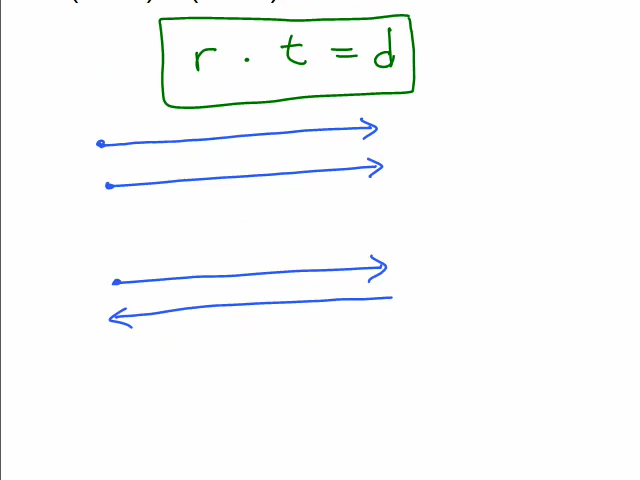 r · t = d